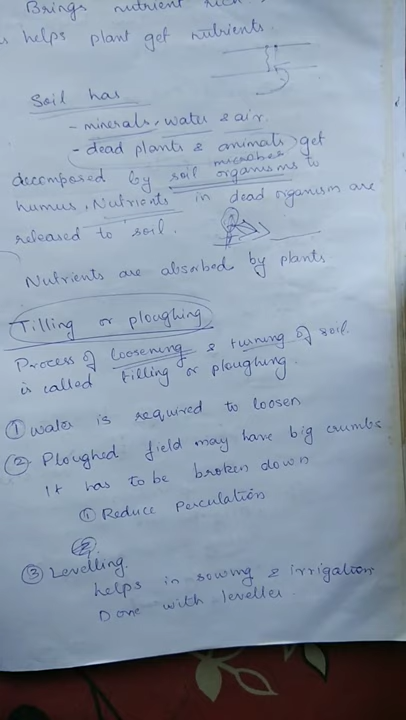 Brings nutrient rich
helps plant get nutrients.
Soil has
- minerals, water & air.
- dead plants & animals get
microbes
decomposed by soil organisms to
humus, Nutrients in dead organism are
released to soil.
Nutrients are absorbed by plants
Tilling or ploughing
Process of loosening & turning of soil
is called tilling or ploughing.
① water is required to loosen
② Ploughed field may have big crumbs
It has to be broken down
① Reduce Perculation
②
③ Levelling.
helps in sowing & irrigation
Done with leveller.